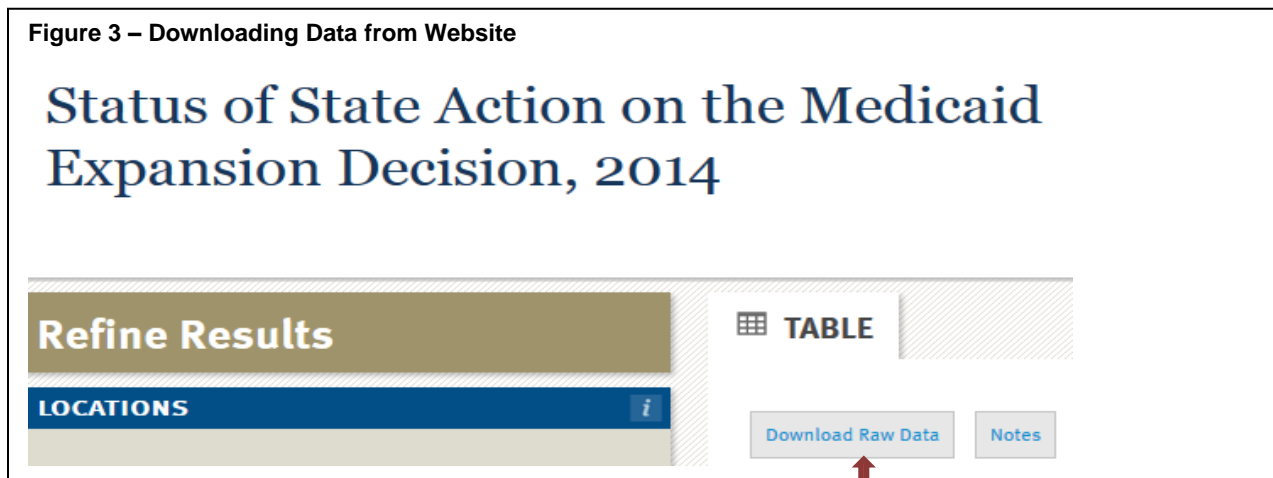 Figure 3 – Downloading Data from Website
Status of State Action on the Medicaid
Expansion Decision, 2014
Refine Results
TABLE
LOCATIONS i
Download Raw Data Notes